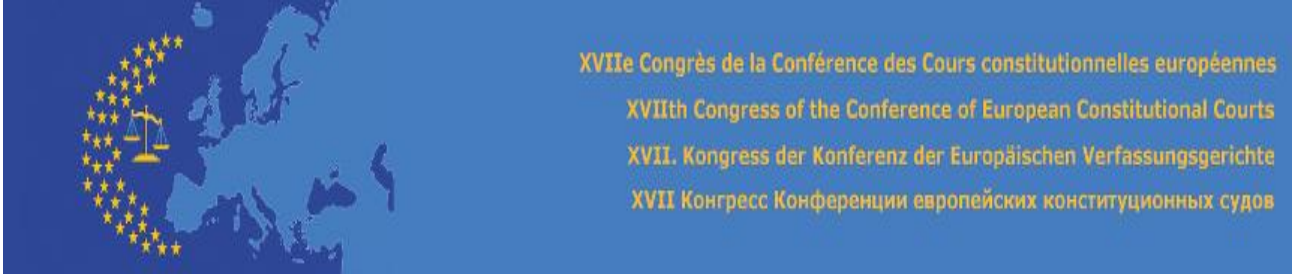 XVIIe Congrès de la Conférence des Cours constitutionnelles européennes
XVIIth Congress of the Conference of European Constitutional Courts
XVII. Kongress der Konferenz der Europäischen Verfassungsgerichte
XVII Конгресс Конференции европейских конституционных судов